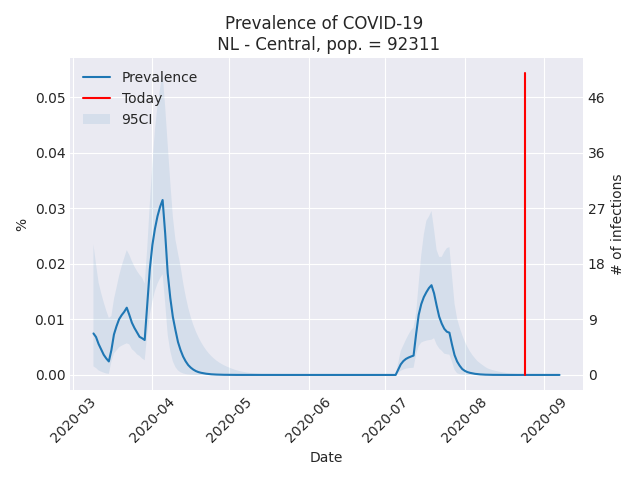 Prevalence of COVID-19
NL - Central, pop. = 92311
Prevalence
Today
95CI
0.05
0.04
0.03
0.02
0.01
0.00
%
46
36
27
18
9
0
# of infections
2020-03
2020-04
2020-05
2020-06
2020-07
2020-08
2020-09
Date